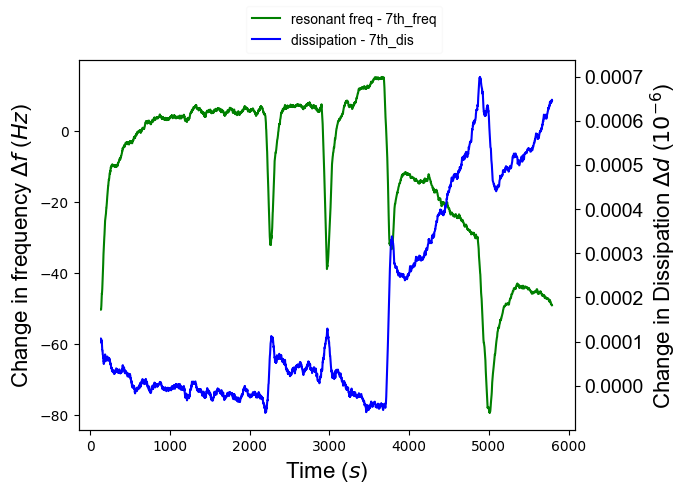 resonant freq - 7th_freq
dissipation - 7th_dis
Change in frequency Δf (Hz)
0
−20
−40
−60
−80
0.0007
0.0006
0.0005
0.0004
0.0003
0.0002
0.0001
0.0000
Change in Dissipation Δd (10⁻⁶)
0 1000 2000 3000 4000 5000 6000
Time (s)